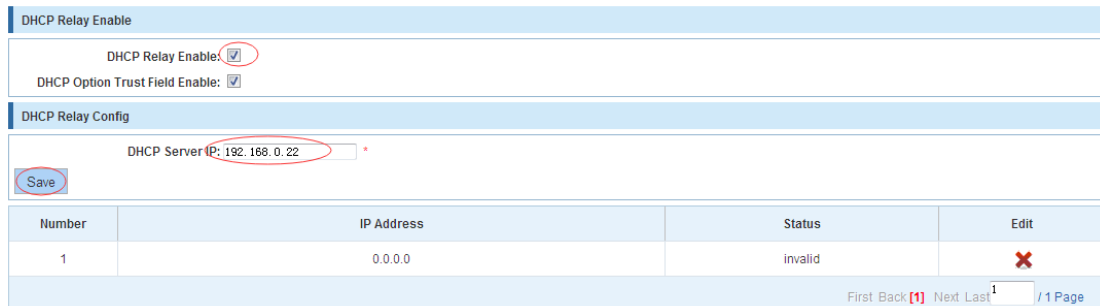 DHCP Relay Enable
DHCP Relay Enable:
DHCP Option Trust Field Enable:
DHCP Relay Config
DHCP Server IP: 192.168.0.22 *
Save
Number IP Address Status Edit
1 0.0.0.0 invalid
First Back [1] Next Last 1 / 1 Page